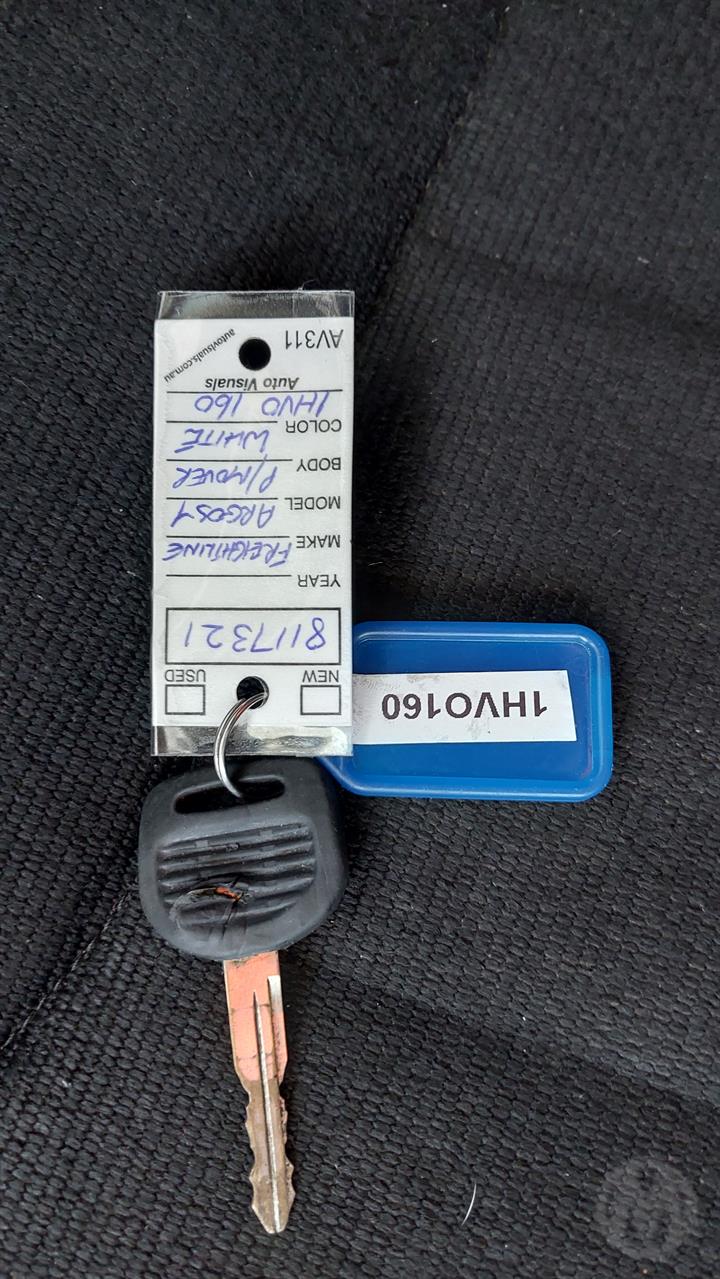 NEW
USED
8117321
YEAR
MAKE FREIGHTLINE
MODEL ARGOSY
BODY P/MOVER
COLOR WHITE
1HVO 160
Auto Visuals
AV311
autovisuals.com.au
1HVO160